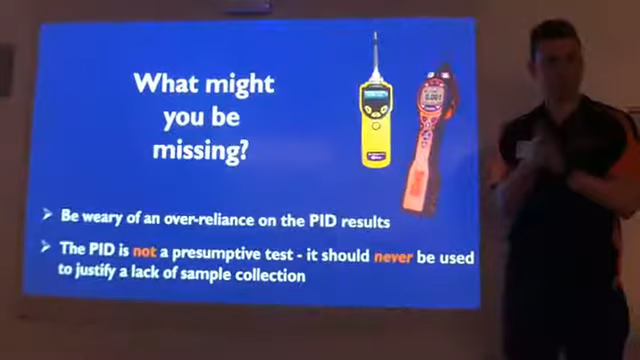 What might
you be
missing?
➤ Be weary of an over-reliance on the PID results
➤ The PID is not a presumptive test - it should never be used
to justify a lack of sample collection